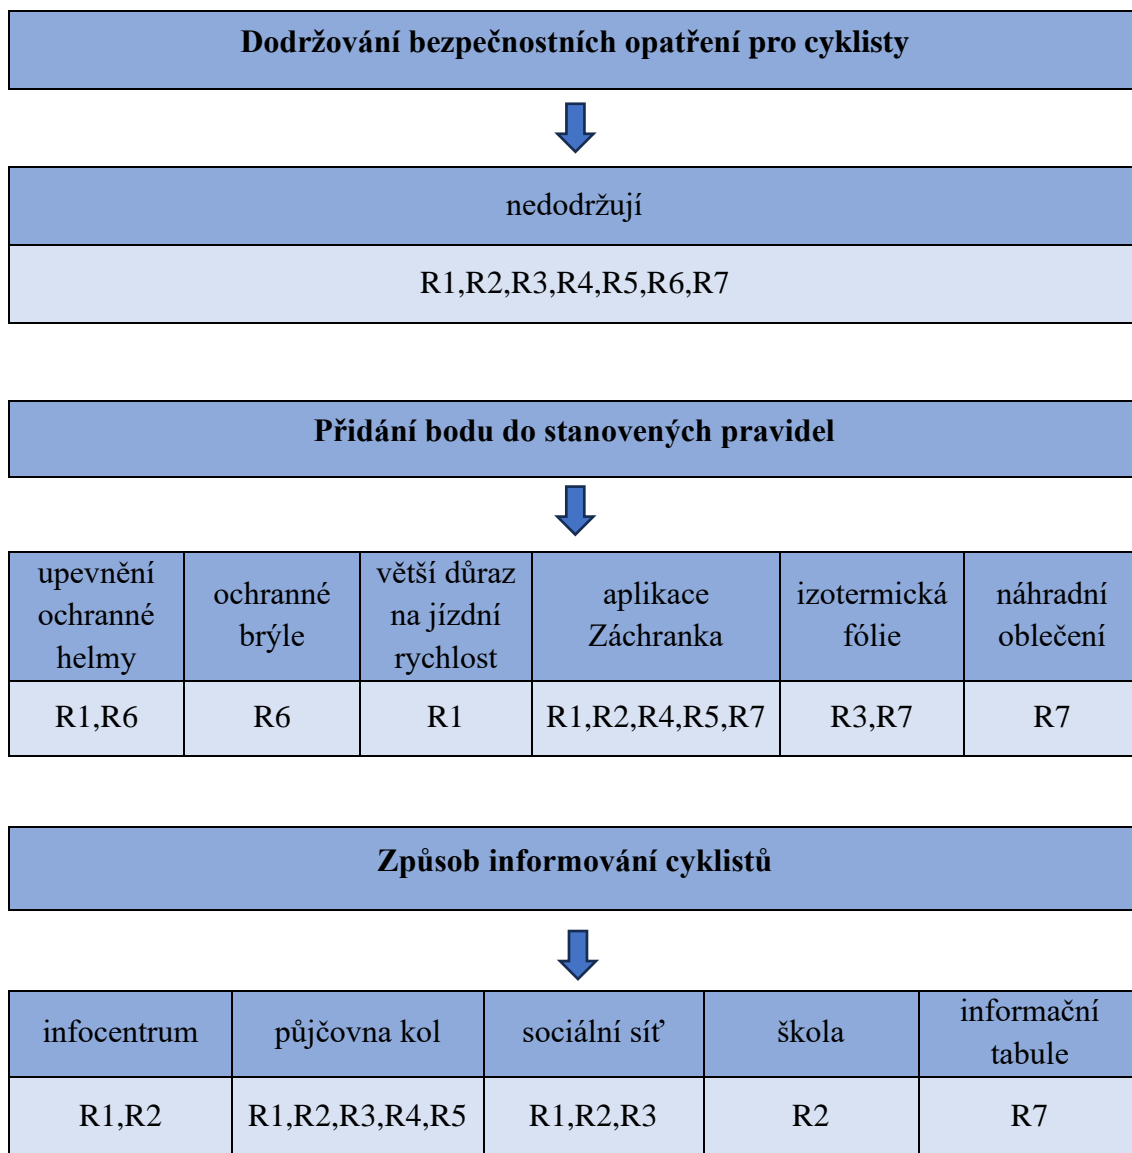 Dodržování bezpečnostních opatření pro cyklisty
nedodržují
R1,R2,R3,R4,R5,R6,R7
Přidání bodu do stanovených pravidel
upevnění
ochranné
helmy
ochranné
brýle
větší důraz
na jízdní
rychlost
aplikace
Záchranka
izotermická
fólie
náhradní
oblečení
R1,R6
R6
R1
R1,R2,R4,R5,R7
R3,R7
R7
Způsob informování cyklistů
infocentrum
půjčovna kol
sociální síť
škola
informační
tabule
R1,R2
R1,R2,R3,R4,R5
R1,R2,R3
R2
R7